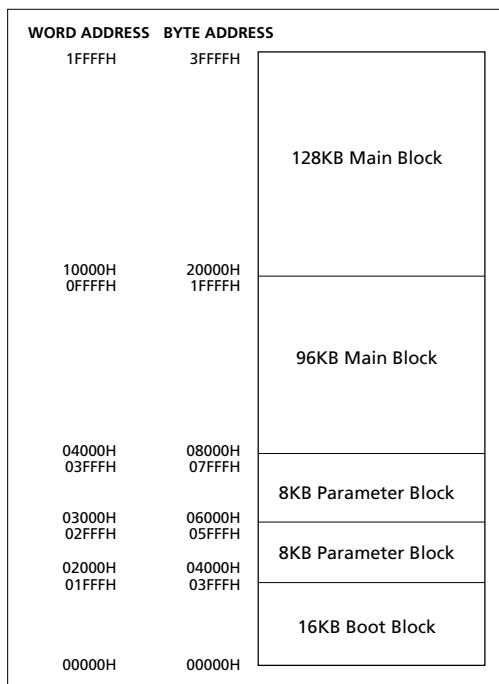 WORD ADDRESS BYTE ADDRESS
1FFFFH 3FFFFH
128KB Main Block
10000H 20000H
0FFFFH 1FFFFH
96KB Main Block
04000H 08000H
03FFFH 07FFFH
8KB Parameter Block
03000H 06000H
02FFFH 05FFFH
8KB Parameter Block
02000H 04000H
01FFFH 03FFFH
16KB Boot Block
00000H 00000H